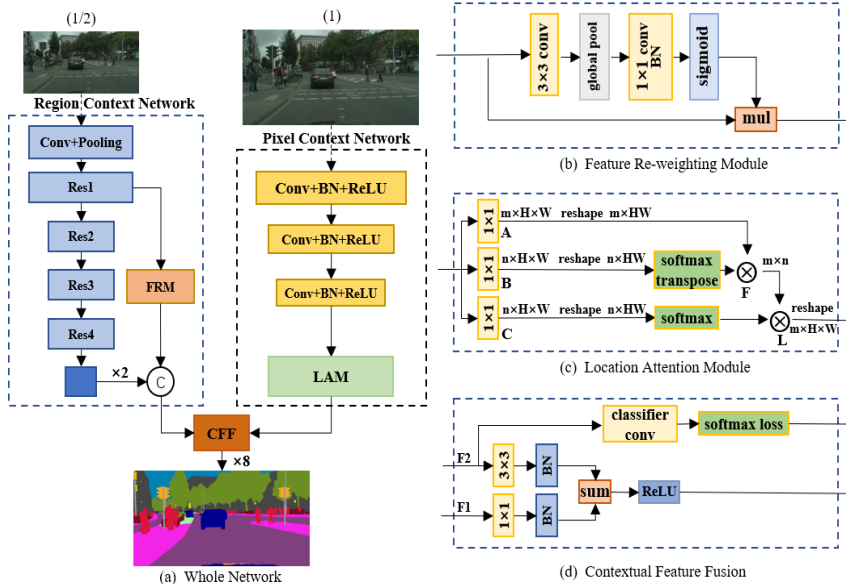 (1/2)
(1)
Region Context Network
Conv+Pooling
Res1
Res2
Res3
Res4
FRM
×2
C
Pixel Context Network
Conv+BN+ReLU
Conv+BN+ReLU
Conv+BN+ReLU
LAM
CFF
×8
(a) Whole Network
3×3 conv
global pool
1×1 conv
BN
sigmoid
mul
(b) Feature Re-weighting Module
1×1
A
m×H×W reshape m×HW
1×1
B
n×H×W reshape n×HW
softmax
transpose
F
m×n
1×1
C
n×H×W reshape n×HW
softmax
L
reshape
m×H×W
(c) Location Attention Module
classifier
conv
softmax loss
F2
3×3
BN
F1
1×1
BN
sum
ReLU
(d) Contextual Feature Fusion